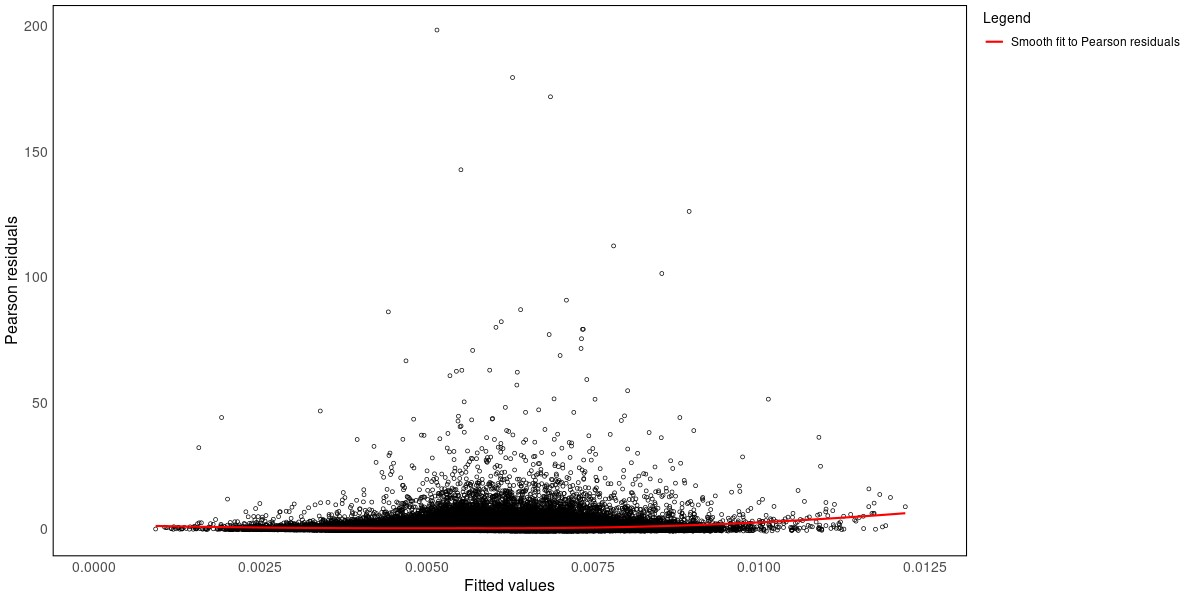 200
150
100
50
0
Pearson residuals
0.0000 0.0025 0.0050 0.0075 0.0100 0.0125
Fitted values
Legend
Smooth fit to Pearson residuals